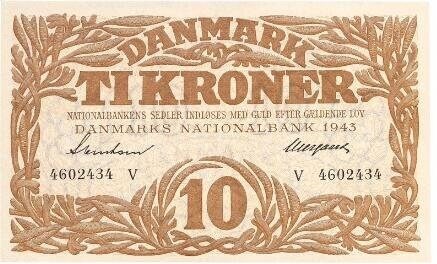 DANMARK
TI KRONER
NATIONALBANKENS SEDLER INDLØSES MED GULD EFTER GÆLDENDE LOV
DANMARKS NATIONALBANK 1943
4602434 V V 4602434
10